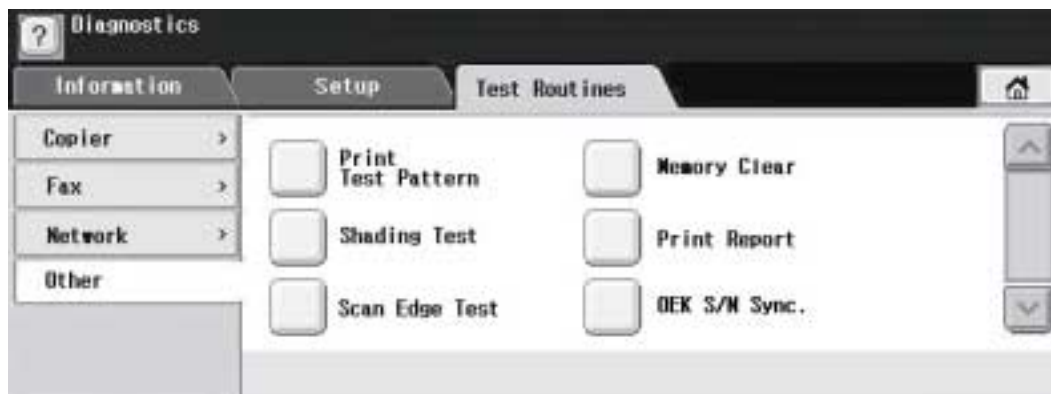 ?
Diagnostics
Information
Setup
Test Routines
Copier >
Fax >
Network >
Other
Print
Test Pattern
Memory Clear
Shading Test
Print Report
Scan Edge Test
OEK S/N Sync.